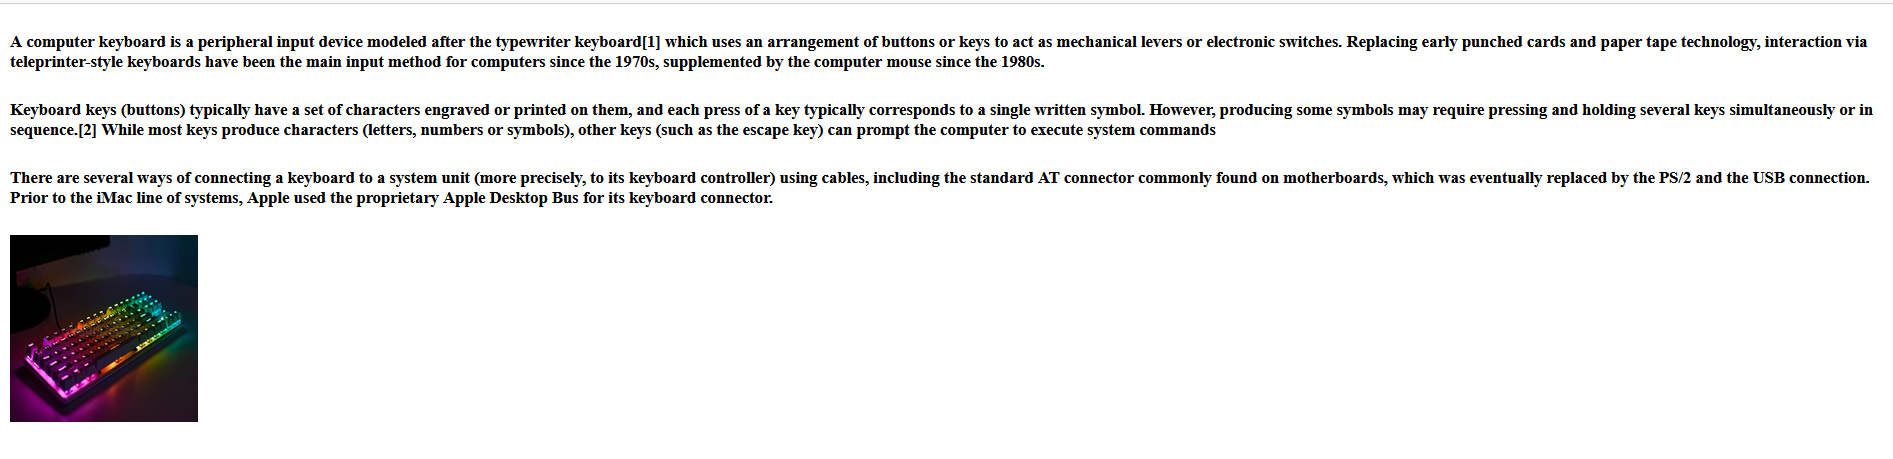 A computer keyboard is a peripheral input device modeled after the typewriter keyboard[1] which uses an arrangement of buttons or keys to act as mechanical levers or electronic switches. Replacing early punched cards and paper tape technology, interaction via
teleprinter-style keyboards have been the main input method for computers since the 1970s, supplemented by the computer mouse since the 1980s.
Keyboard keys (buttons) typically have a set of characters engraved or printed on them, and each press of a key typically corresponds to a single written symbol. However, producing some symbols may require pressing and holding several keys simultaneously or in
sequence.[2] While most keys produce characters (letters, numbers or symbols), other keys (such as the escape key) can prompt the computer to execute system commands
There are several ways of connecting a keyboard to a system unit (more precisely, to its keyboard controller) using cables, including the standard AT connector commonly found on motherboards, which was eventually replaced by the PS/2 and the USB connection.
Prior to the iMac line of systems, Apple used the proprietary Apple Desktop Bus for its keyboard connector.